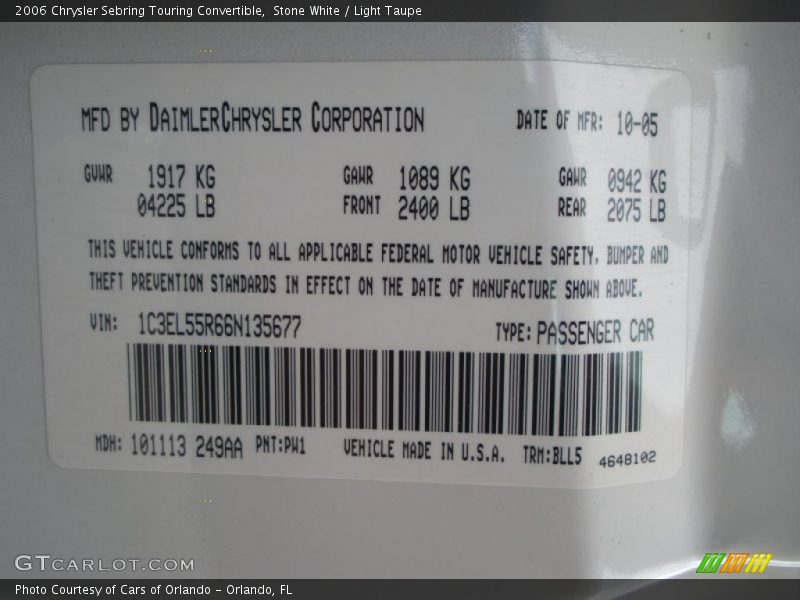 2006 Chrysler Sebring Touring Convertible,  Stone White / Light Taupe
MFD BY DAIMLERCHRYSLER CORPORATION DATE OF MFR: 10-05
GVWR 1917 KG GAWR 1089 KG GAWR 0942 KG
04225 LB FRONT 2400 LB REAR 2075 LB
THIS VEHICLE CONFORMS TO ALL APPLICABLE FEDERAL MOTOR VEHICLE SAFETY, BUMPER AND
THEFT PREVENTION STANDARDS IN EFFECT ON THE DATE OF MANUFACTURE SHOWN ABOVE.
VIN: 1C3EL55R66N135677 TYPE: PASSENGER CAR
MDH: 101113 249AA PNT:PW1 VEHICLE MADE IN U.S.A. TRM:BLL5 4648102
GTCARLOT.COM
Photo Courtesy of Cars of Orlando - Orlando, FL